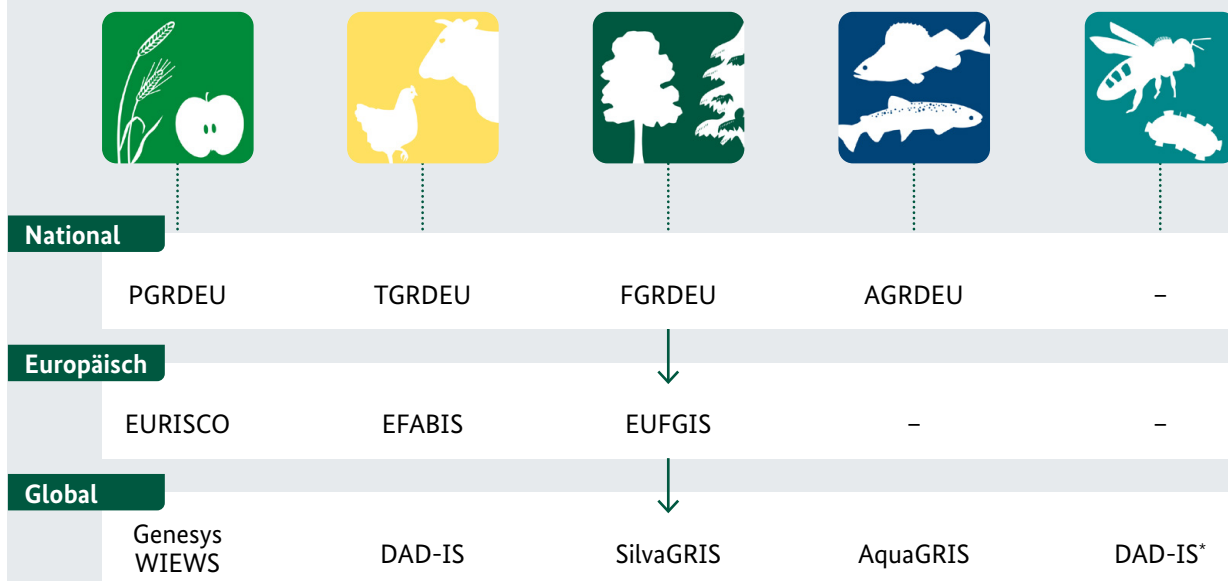 National
PGRDEU TGRDEU FGRDEU AGRDEU –
Europäisch
EURISCO EFABIS EUFGIS – –
Global
Genesys
WIEWS DAD-IS SilvaGRIS AquaGRIS DAD-IS*